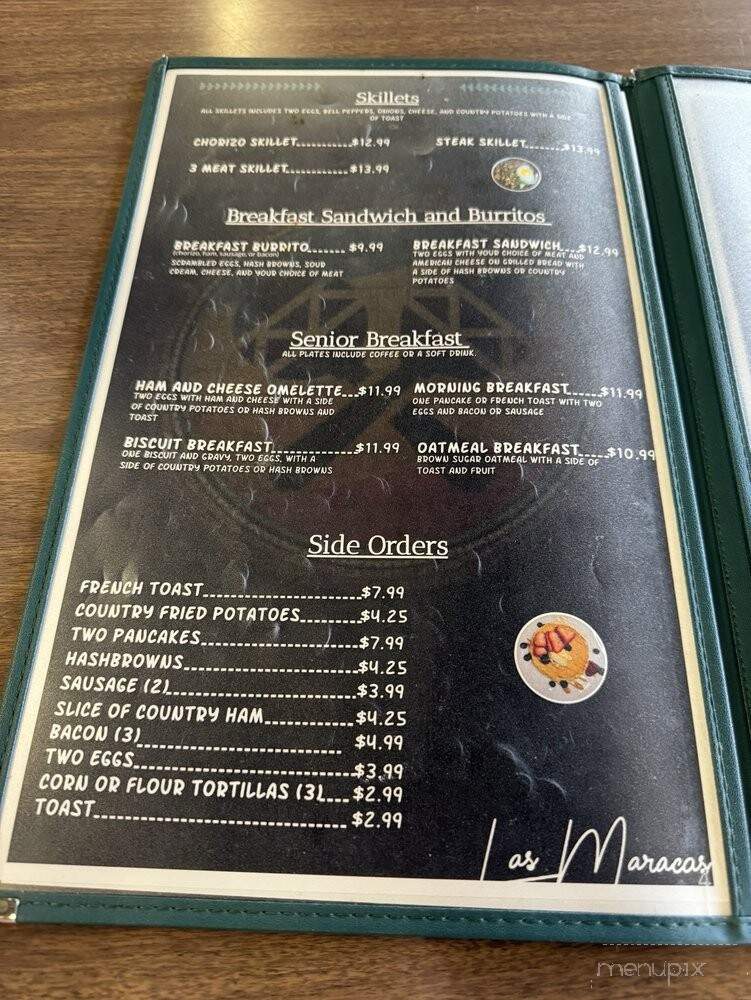 Skillets
ALL SKILLETS INCLUDES TWO EGGS, BELL PEPPERS, ONIONS, CHEESE, AND COUNTRY POTATOES WITH A SIDE
OF TOAST
CHORIZO SKILLET...........$12.99
STEAK SKILLET......$13.99
3 MEAT SKILLET...........$13.99
Breakfast Sandwich and Burritos
BREAKFAST BURRITO.......$9.99
(chorizo, ham, sausage, or bacon)
SCRAMBLED EGGS, HASH BROWNS, SOUR
CREAM, CHEESE, AND YOUR CHOICE OF MEAT
BREAKFAST SANDWICH....$12.99
TWO EGGS WITH YOUR CHOICE OF MEAT AND
AMERICAN CHEESE ON GRILLED BREAD WITH
A SIDE OF HASH BROWNS OR COUNTRY
POTATOES
Senior Breakfast
ALL PLATES INCLUDE COFFEE OR A SOFT DRINK.
HAM AND CHEESE OMELETTE...$11.99
TWO EGGS WITH HAM AND CHEESE WITH A SIDE
OF COUNTRY POTATOES OR HASH BROWNS AND
TOAST
MORNING BREAKFAST......$11.99
ONE PANCAKE OR FRENCH TOAST WITH TWO
EGGS AND BACON OR SAUSAGE
BISCUIT BREAKFAST...............$11.99
ONE BISCUIT AND GRAVY, TWO EGGS, WITH A
SIDE OF COUNTRY POTATOES OR HASH BROWNS
OATMEAL BREAKFAST.....$10.99
BROWN SUGAR OATMEAL WITH A SIDE OF
TOAST AND FRUIT
Side Orders
FRENCH TOAST........................$7.99
COUNTRY FRIED POTATOES.........$4.25
TWO PANCAKES........................$7.99
HASHBROWNS..........................$4.25
SAUSAGE (2)............................$3.99
SLICE OF COUNTRY HAM.............$4.25
BACON (3)..............................$4.99
TWO EGGS................................$3.99
CORN OR FLOUR TORTILLAS (3)....$2.99
TOAST.....................................$2.99
Las Maracas
menupix